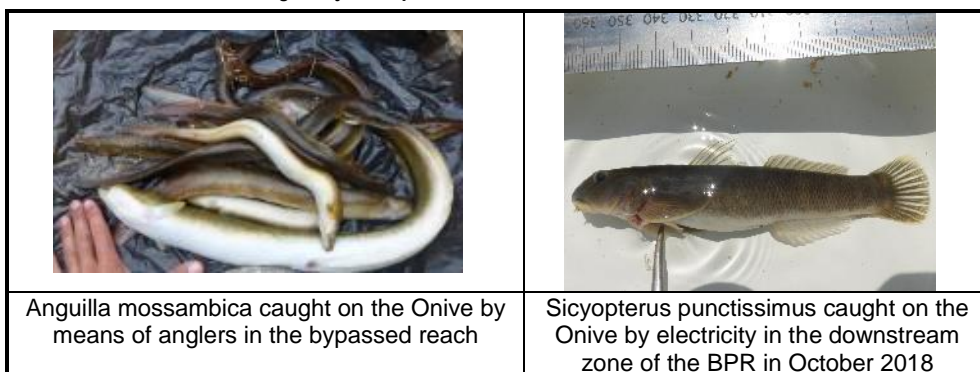 Anguilla mossambica caught on the Onive by
means of anglers in the bypassed reach
Sicyopterus punctissimus caught on the
Onive by electricity in the downstream
zone of the BPR in October 2018